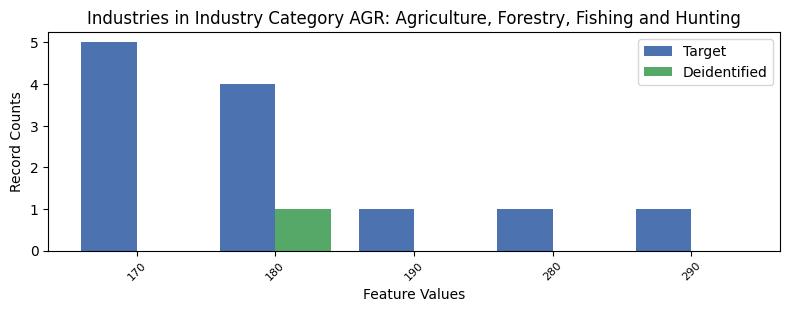 Industries in Industry Category AGR: Agriculture, Forestry, Fishing and Hunting
Target
Deidentified
Record Counts
5
4
3
2
1
0
170
180
190
280
290
Feature Values